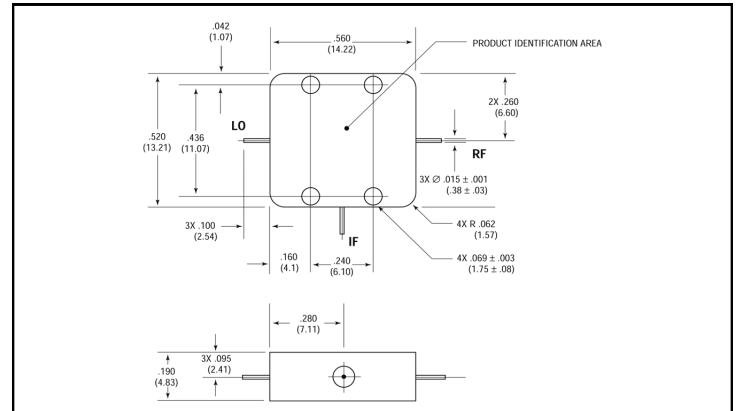 .042
(1.07)
.560
(14.22)
PRODUCT IDENTIFICATION AREA
2X .260
(6.60)
LO
.520
(13.21)
.436
(11.07)
RF
3X Ø .015 ± .001
(.38 ± .03)
3X .100
(2.54)
IF
4X R .062
(1.57)
.160
(4.1)
.240
(6.10)
4X .069 ± .003
(1.75 ± .08)
.280
(7.11)
3X .095
(2.41)
.190
(4.83)